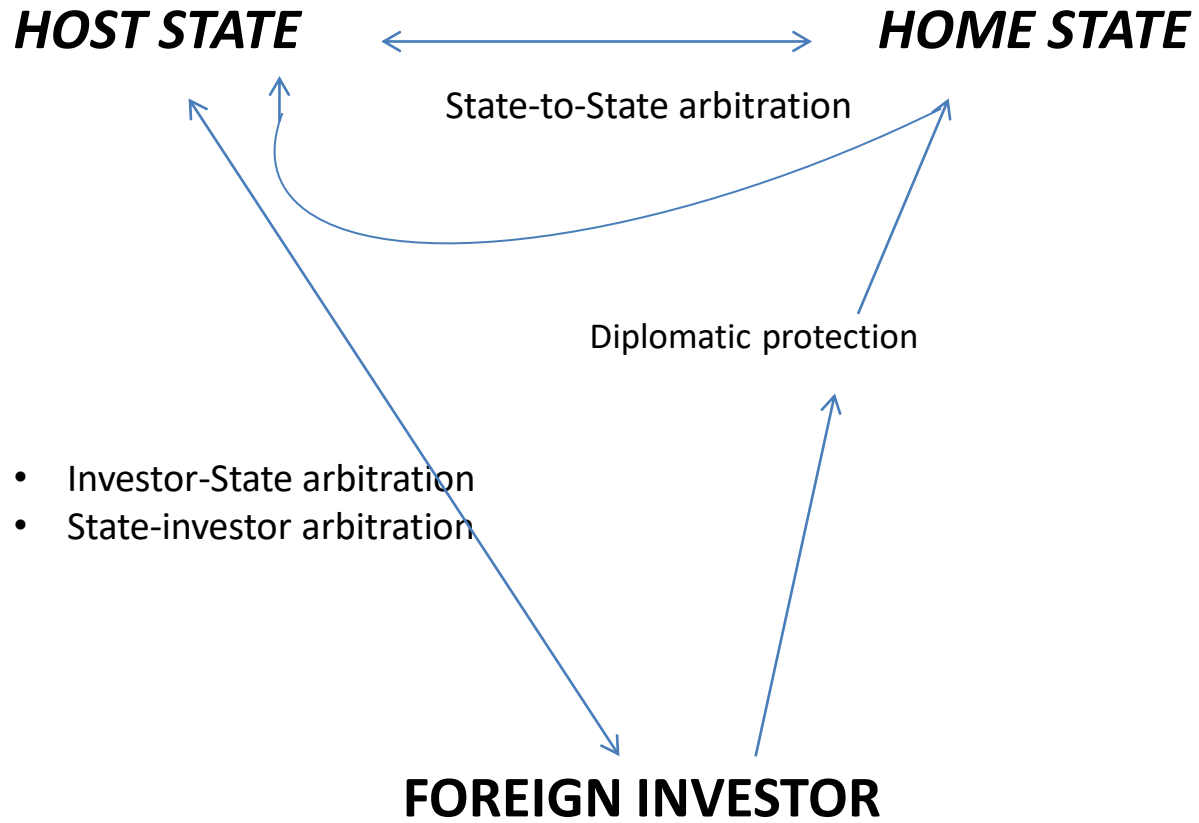 HOST STATE
HOME STATE
State-to-State arbitration
Diplomatic protection
• Investor-State arbitration
• State-investor arbitration
FOREIGN INVESTOR